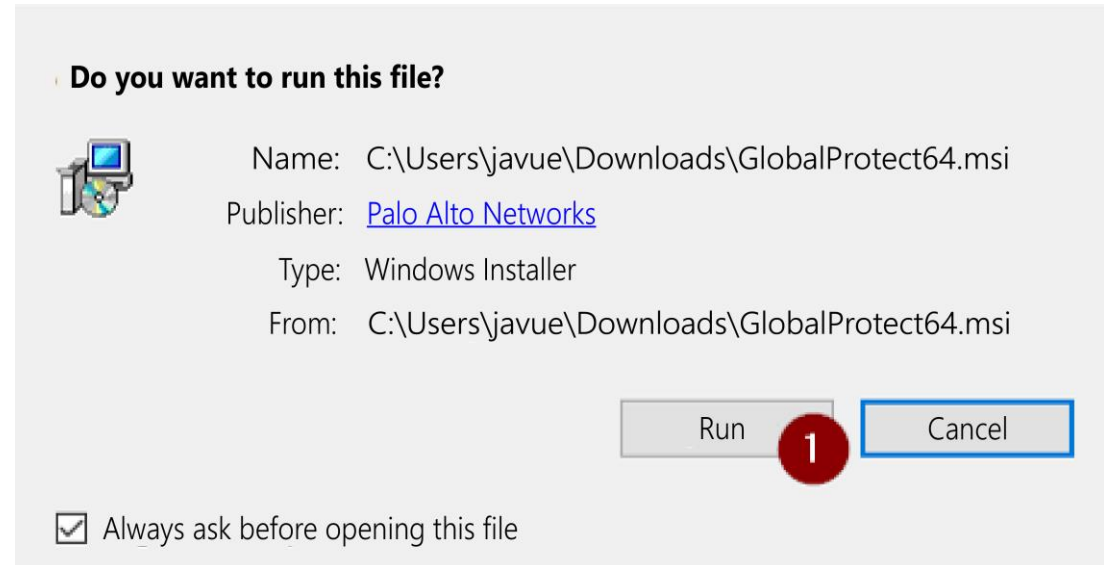 Do you want to run this file?
Name: C:\Users\javue\Downloads\GlobalProtect64.msi
Publisher: Palo Alto Networks
Type: Windows Installer
From: C:\Users\javue\Downloads\GlobalProtect64.msi
Run 1 Cancel
Always ask before opening this file